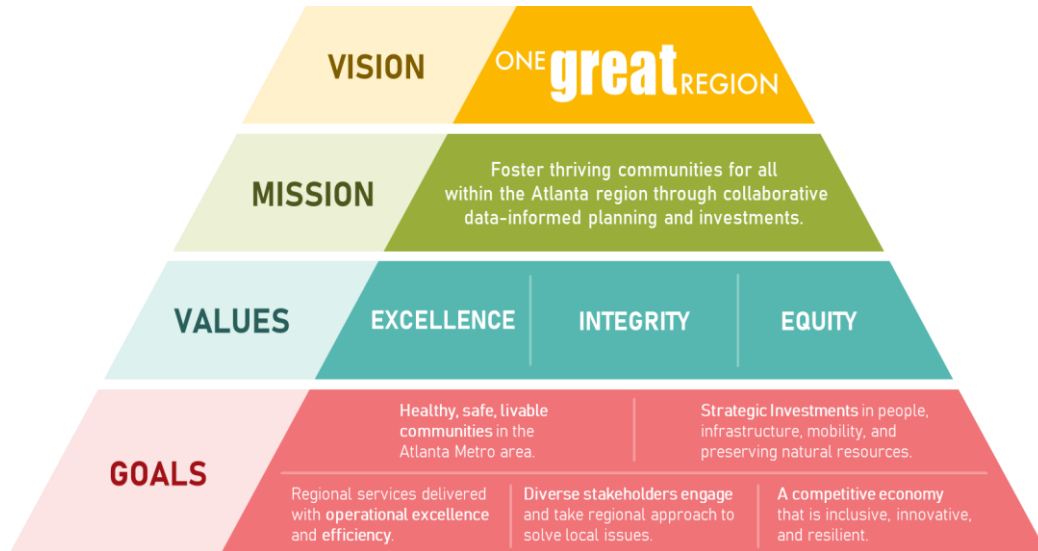 VISION
ONE great REGION
MISSION
Foster thriving communities for all
within the Atlanta region through collaborative
data-informed planning and investments.
VALUES
EXCELLENCE
INTEGRITY
EQUITY
GOALS
Healthy, safe, livable
communities in the
Atlanta Metro area.
Strategic Investments in people,
infrastructure, mobility, and
preserving natural resources.
Regional services delivered
with operational excellence
and efficiency.
Diverse stakeholders engage
and take regional approach to
solve local issues.
A competitive economy
that is inclusive, innovative,
and resilient.